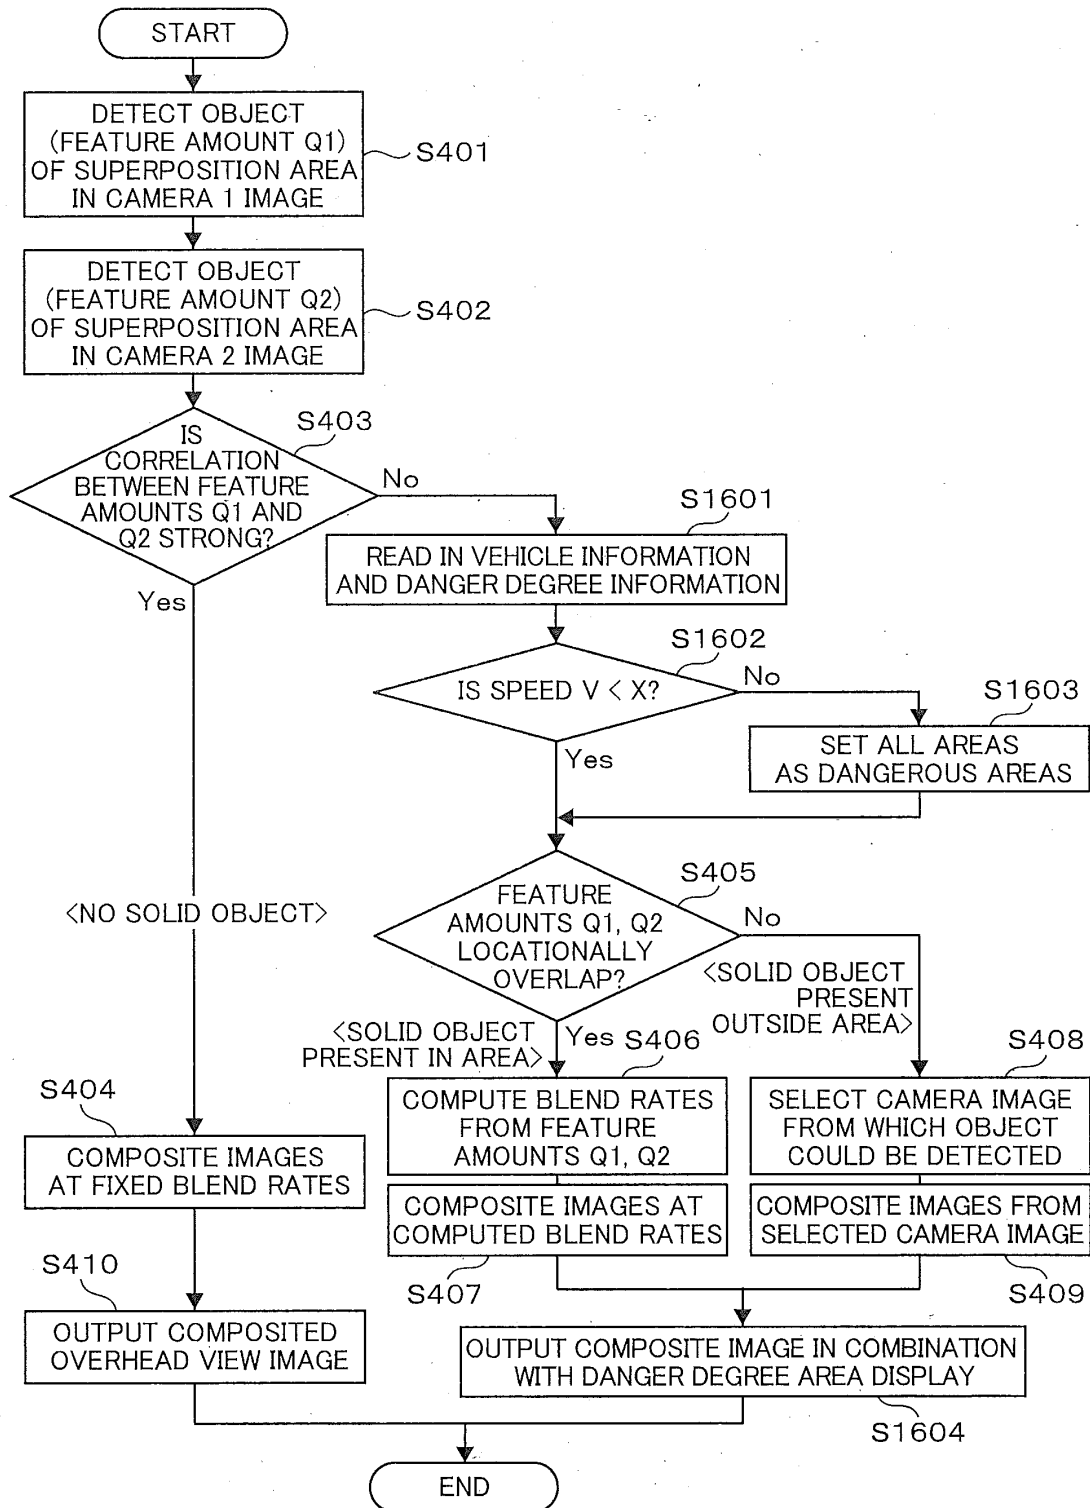 START
DETECT OBJECT
(FEATURE AMOUNT Q1)
OF SUPERPOSITION AREA
IN CAMERA 1 IMAGE
S401
DETECT OBJECT
(FEATURE AMOUNT Q2)
OF SUPERPOSITION AREA
IN CAMERA 2 IMAGE
S402
S403
IS
CORRELATION
BETWEEN FEATURE
AMOUNTS Q1 AND
Q2 STRONG?
No
Yes
S1601
READ IN VEHICLE INFORMATION
AND DANGER DEGREE INFORMATION
S1602
IS SPEED V < X?
No
Yes
S1603
SET ALL AREAS
AS DANGEROUS AREAS
S405
FEATURE
AMOUNTS Q1, Q2
LOCATIONALLY
OVERLAP?
No
<NO SOLID OBJECT>
<SOLID OBJECT
PRESENT
OUTSIDE AREA>
<SOLID OBJECT
PRESENT IN AREA>
Yes
S406
S408
COMPUTE BLEND RATES
FROM FEATURE
AMOUNTS Q1, Q2
SELECT CAMERA IMAGE
FROM WHICH OBJECT
COULD BE DETECTED
S404
COMPOSITE IMAGES
AT FIXED BLEND RATES
COMPOSITE IMAGES AT
COMPUTED BLEND RATES
S407
COMPOSITE IMAGES FROM
SELECTED CAMERA IMAGE
S409
S410
OUTPUT COMPOSITED
OVERHEAD VIEW IMAGE
OUTPUT COMPOSITE IMAGE IN COMBINATION
WITH DANGER DEGREE AREA DISPLAY
S1604
END